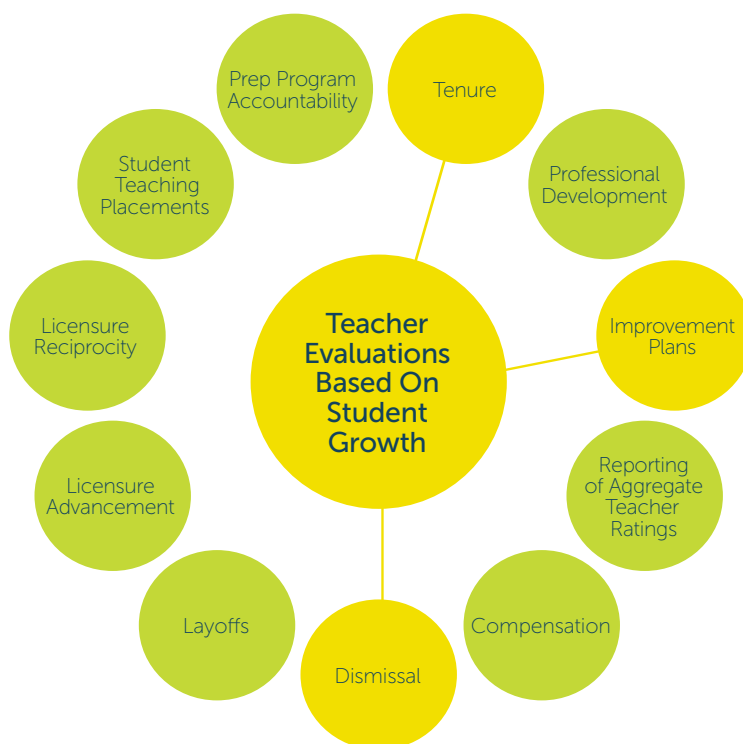 Prep Program
Accountability
Tenure
Student
Teaching
Placements
Professional
Development
Licensure
Reciprocity
Teacher
Evaluations
Based On
Student
Growth
Improvement
Plans
Licensure
Advancement
Reporting
of Aggregate
Teacher
Ratings
Layoffs
Compensation
Dismissal